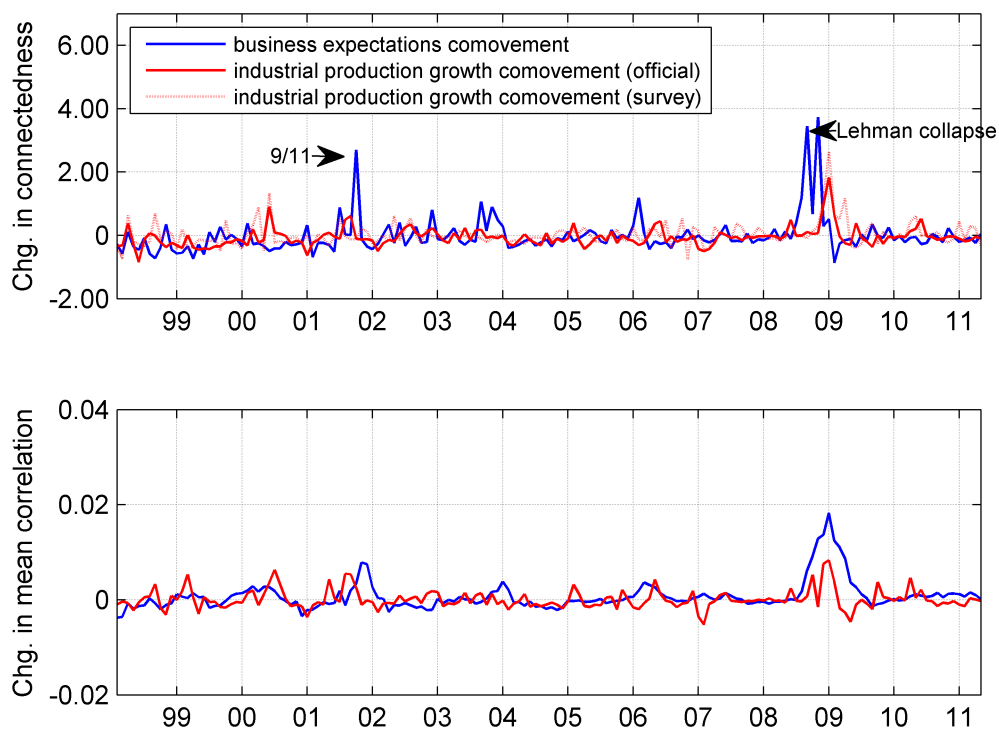 Chg. in connectedness
6.00
4.00
2.00
0
-2.00
business expectations comovement
industrial production growth comovement (official)
industrial production growth comovement (survey)
9/11
Lehman collapse
99 00 01 02 03 04 05 06 07 08 09 10 11
Chg. in mean correlation
0.04
0.02
0
-0.02
99 00 01 02 03 04 05 06 07 08 09 10 11